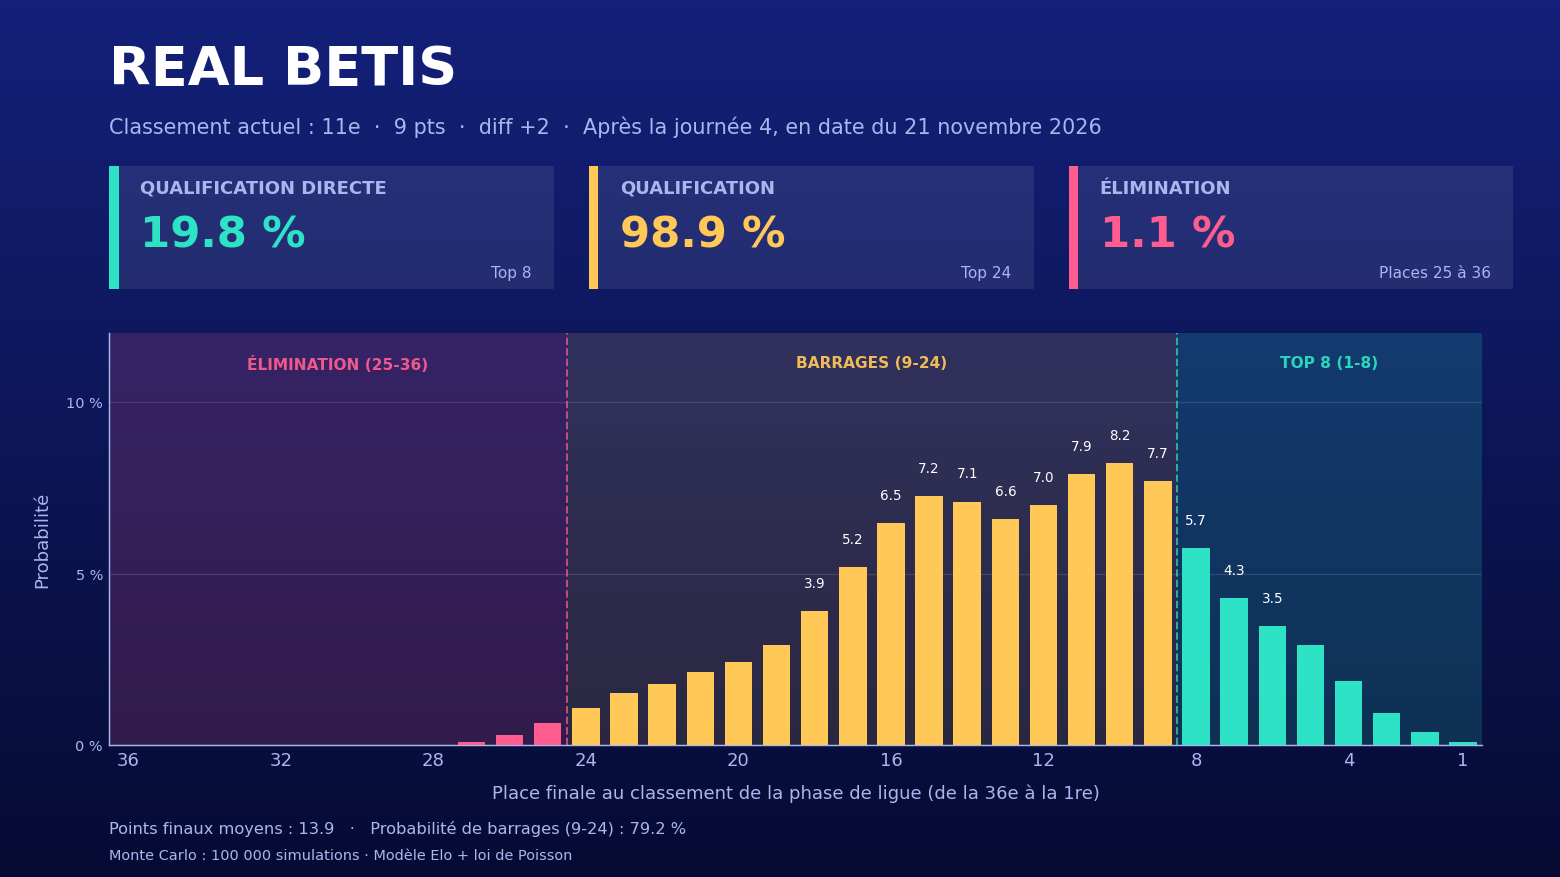 REAL BETIS
Classement actuel : 11e · 9 pts · diff +2 · Après la journée 4, en date du 21 novembre 2026
QUALIFICATION DIRECTE
19.8 %
Top 8
QUALIFICATION
98.9 %
Top 24
ÉLIMINATION
1.1 %
Places 25 à 36
ÉLIMINATION (25-36)
BARRAGES (9-24)
TOP 8 (1-8)
10 %
5 %
0 %
Probabilité
3.9
5.2
6.5
7.2
7.1
6.6
7.0
7.9
8.2
7.7
5.7
4.3
3.5
36 32 28 24 20 16 12 8 4 1
Place finale au classement de la phase de ligue (de la 36e à la 1re)
Points finaux moyens : 13.9 · Probabilité de barrages (9-24) : 79.2 %
Monte Carlo : 100 000 simulations · Modèle Elo + loi de Poisson